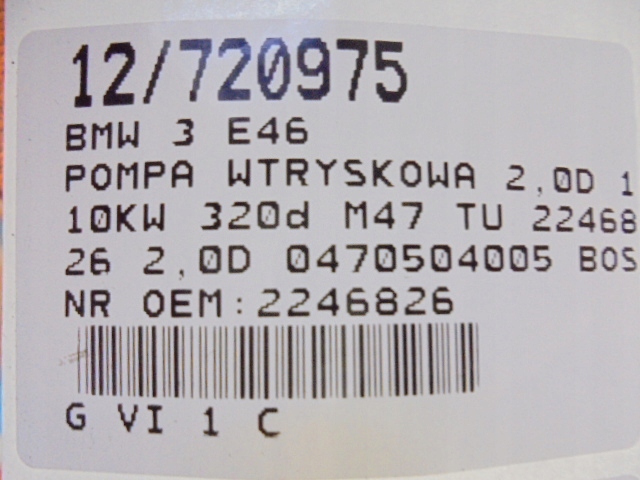 12/720975
BMW 3 E46
POMPA WTRYSKOWA 2,0D 1
10KW 320d M47 TU 22468
26 2,0D 0470504005 BOS
NR OEM:2246826
G VI 1 C